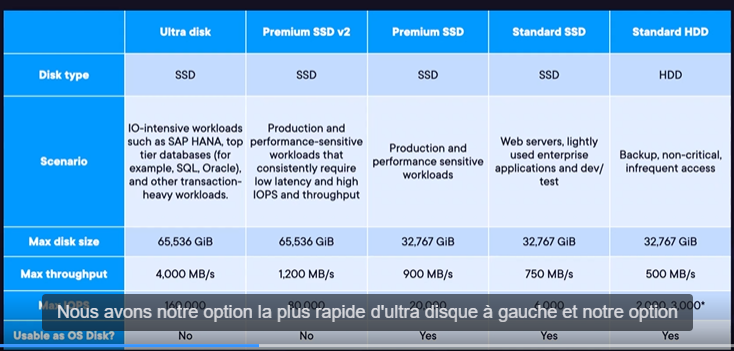 Ultra disk Premium SSD v2 Premium SSD Standard SSD Standard HDD
Disk type SSD SSD SSD SSD HDD
Scenario
IO-intensive workloads
such as SAP HANA, top
tier databases (for
example, SQL, Oracle),
and other transaction-
heavy workloads.
Production and
performance-sensitive
workloads that
consistently require
low latency and high
IOPS and throughput
Production and
performance sensitive
workloads
Web servers, lightly
used enterprise
applications and dev/
test
Backup, non-critical,
infrequent access
Max disk size 65,536 GiB 65,536 GiB 32,767 GiB 32,767 GiB 32,767 GiB
Max throughput 4,000 MB/s 1,200 MB/s 900 MB/s 750 MB/s 500 MB/s
Max IOPS 160,000 80,000 20,000 6,000 2,000, 3,000*
Nous avons notre option la plus rapide d'ultra disque à gauche et notre option
Usable as OS Disk? No No Yes Yes Yes